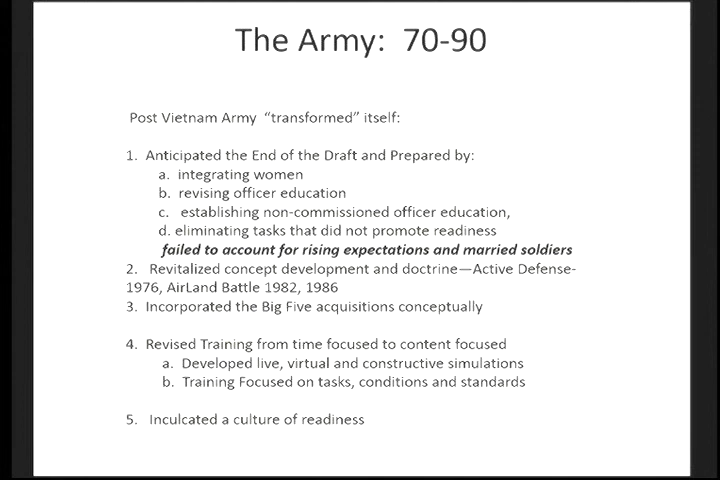 The Army:  70-90
Post Vietnam Army  “transformed” itself:
1.  Anticipated the End of the Draft and Prepared by:
a.  integrating women
b.  revising officer education
c.   establishing non-commissioned officer education,
d. eliminating tasks that did not promote readiness
failed to account for rising expectations and married soldiers
2.   Revitalized concept development and doctrine—Active Defense-
1976, AirLand Battle 1982, 1986
3.  Incorporated the Big Five acquisitions conceptually
4.  Revised Training from time focused to content focused
a.  Developed live, virtual and constructive simulations
b.  Training Focused on tasks, conditions and standards
5.   Inculcated a culture of readiness